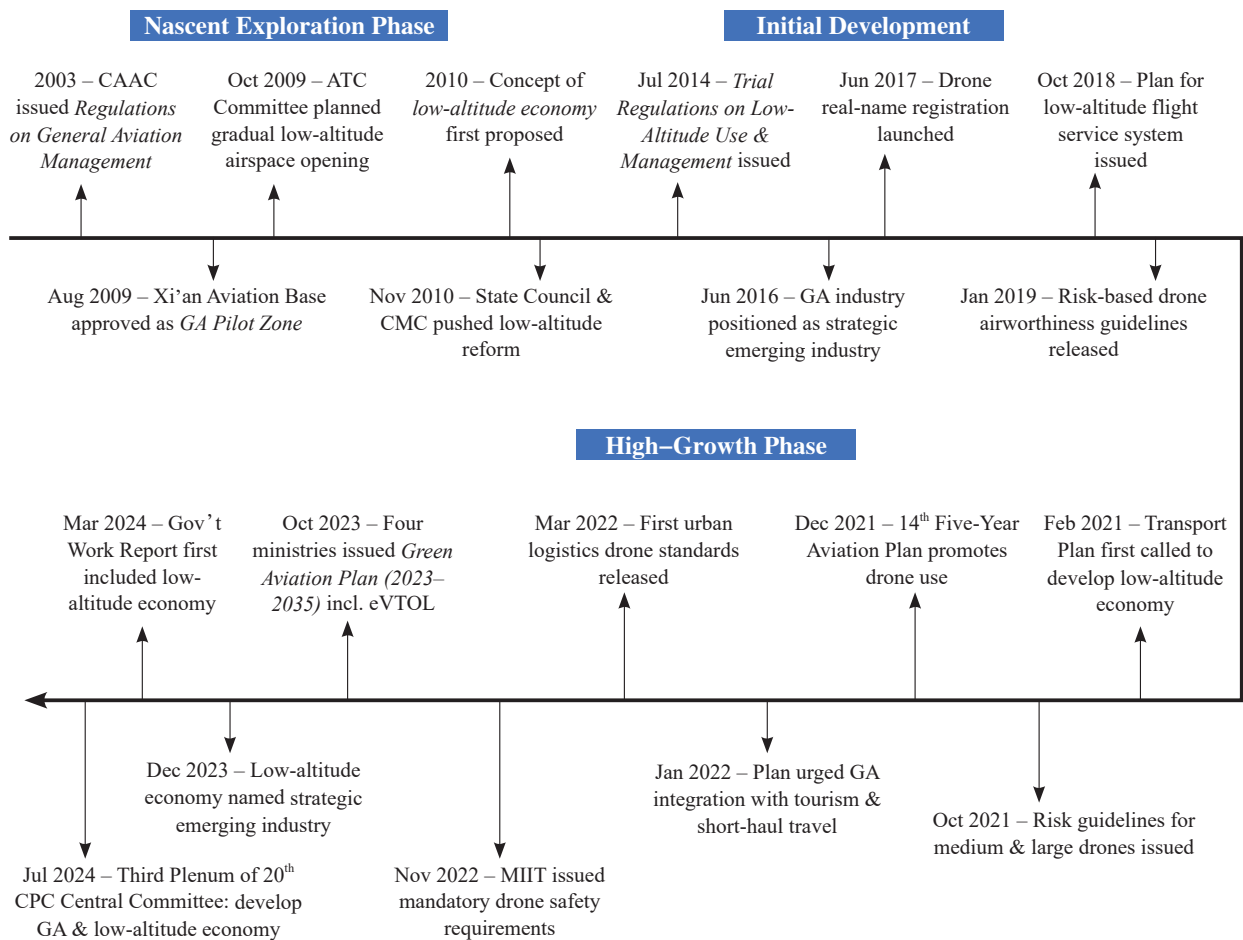 Nascent Exploration Phase
Initial Development
2003 – CAAC
issued Regulations
on General Aviation
Management
Oct 2009 – ATC
Committee planned
gradual low-altitude
airspace opening
2010 – Concept of
low-altitude economy
first proposed
Jul 2014 – Trial
Regulations on Low-
Altitude Use &
Management issued
Jun 2017 – Drone
real-name registration
launched
Oct 2018 – Plan for
low-altitude flight
service system
issued
Aug 2009 – Xi’an Aviation Base
approved as GA Pilot Zone
Nov 2010 – State Council &
CMC pushed low-altitude
reform
Jun 2016 – GA industry
positioned as strategic
emerging industry
Jan 2019 – Risk-based drone
airworthiness guidelines
released
High–Growth Phase
Mar 2024 – Gov’t
Work Report first
included low-
altitude economy
Oct 2023 – Four
ministries issued Green
Aviation Plan (2023–
2035) incl. eVTOL
Mar 2022 – First urban
logistics drone standards
released
Dec 2021 – 14th Five-Year
Aviation Plan promotes
drone use
Feb 2021 – Transport
Plan first called to
develop low-altitude
economy
Dec 2023 – Low-altitude
economy named strategic
emerging industry
Jan 2022 – Plan urged GA
integration with tourism &
short-haul travel
Oct 2021 – Risk guidelines for
medium & large drones issued
Jul 2024 – Third Plenum of 20th
CPC Central Committee: develop
GA & low-altitude economy
Nov 2022 – MIIT issued
mandatory drone safety
requirements